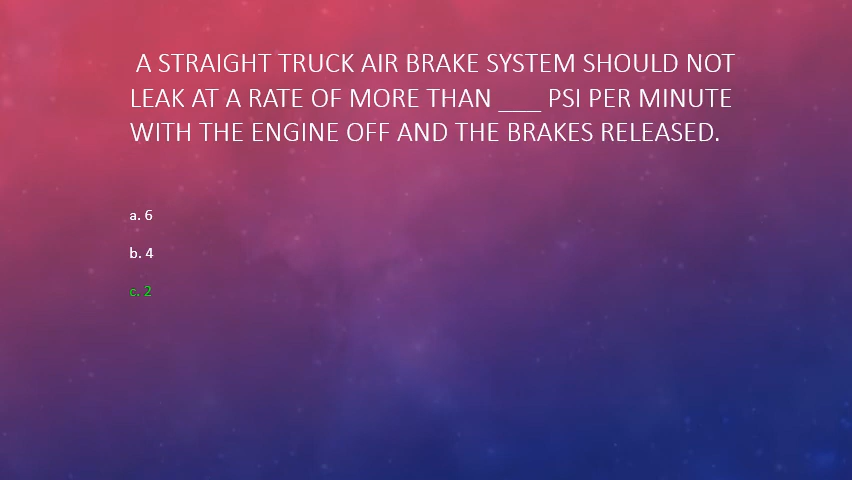 A STRAIGHT TRUCK AIR BRAKE SYSTEM SHOULD NOT
LEAK AT A RATE OF MORE THAN ___ PSI PER MINUTE
WITH THE ENGINE OFF AND THE BRAKES RELEASED.
a. 6
b. 4
c. 2